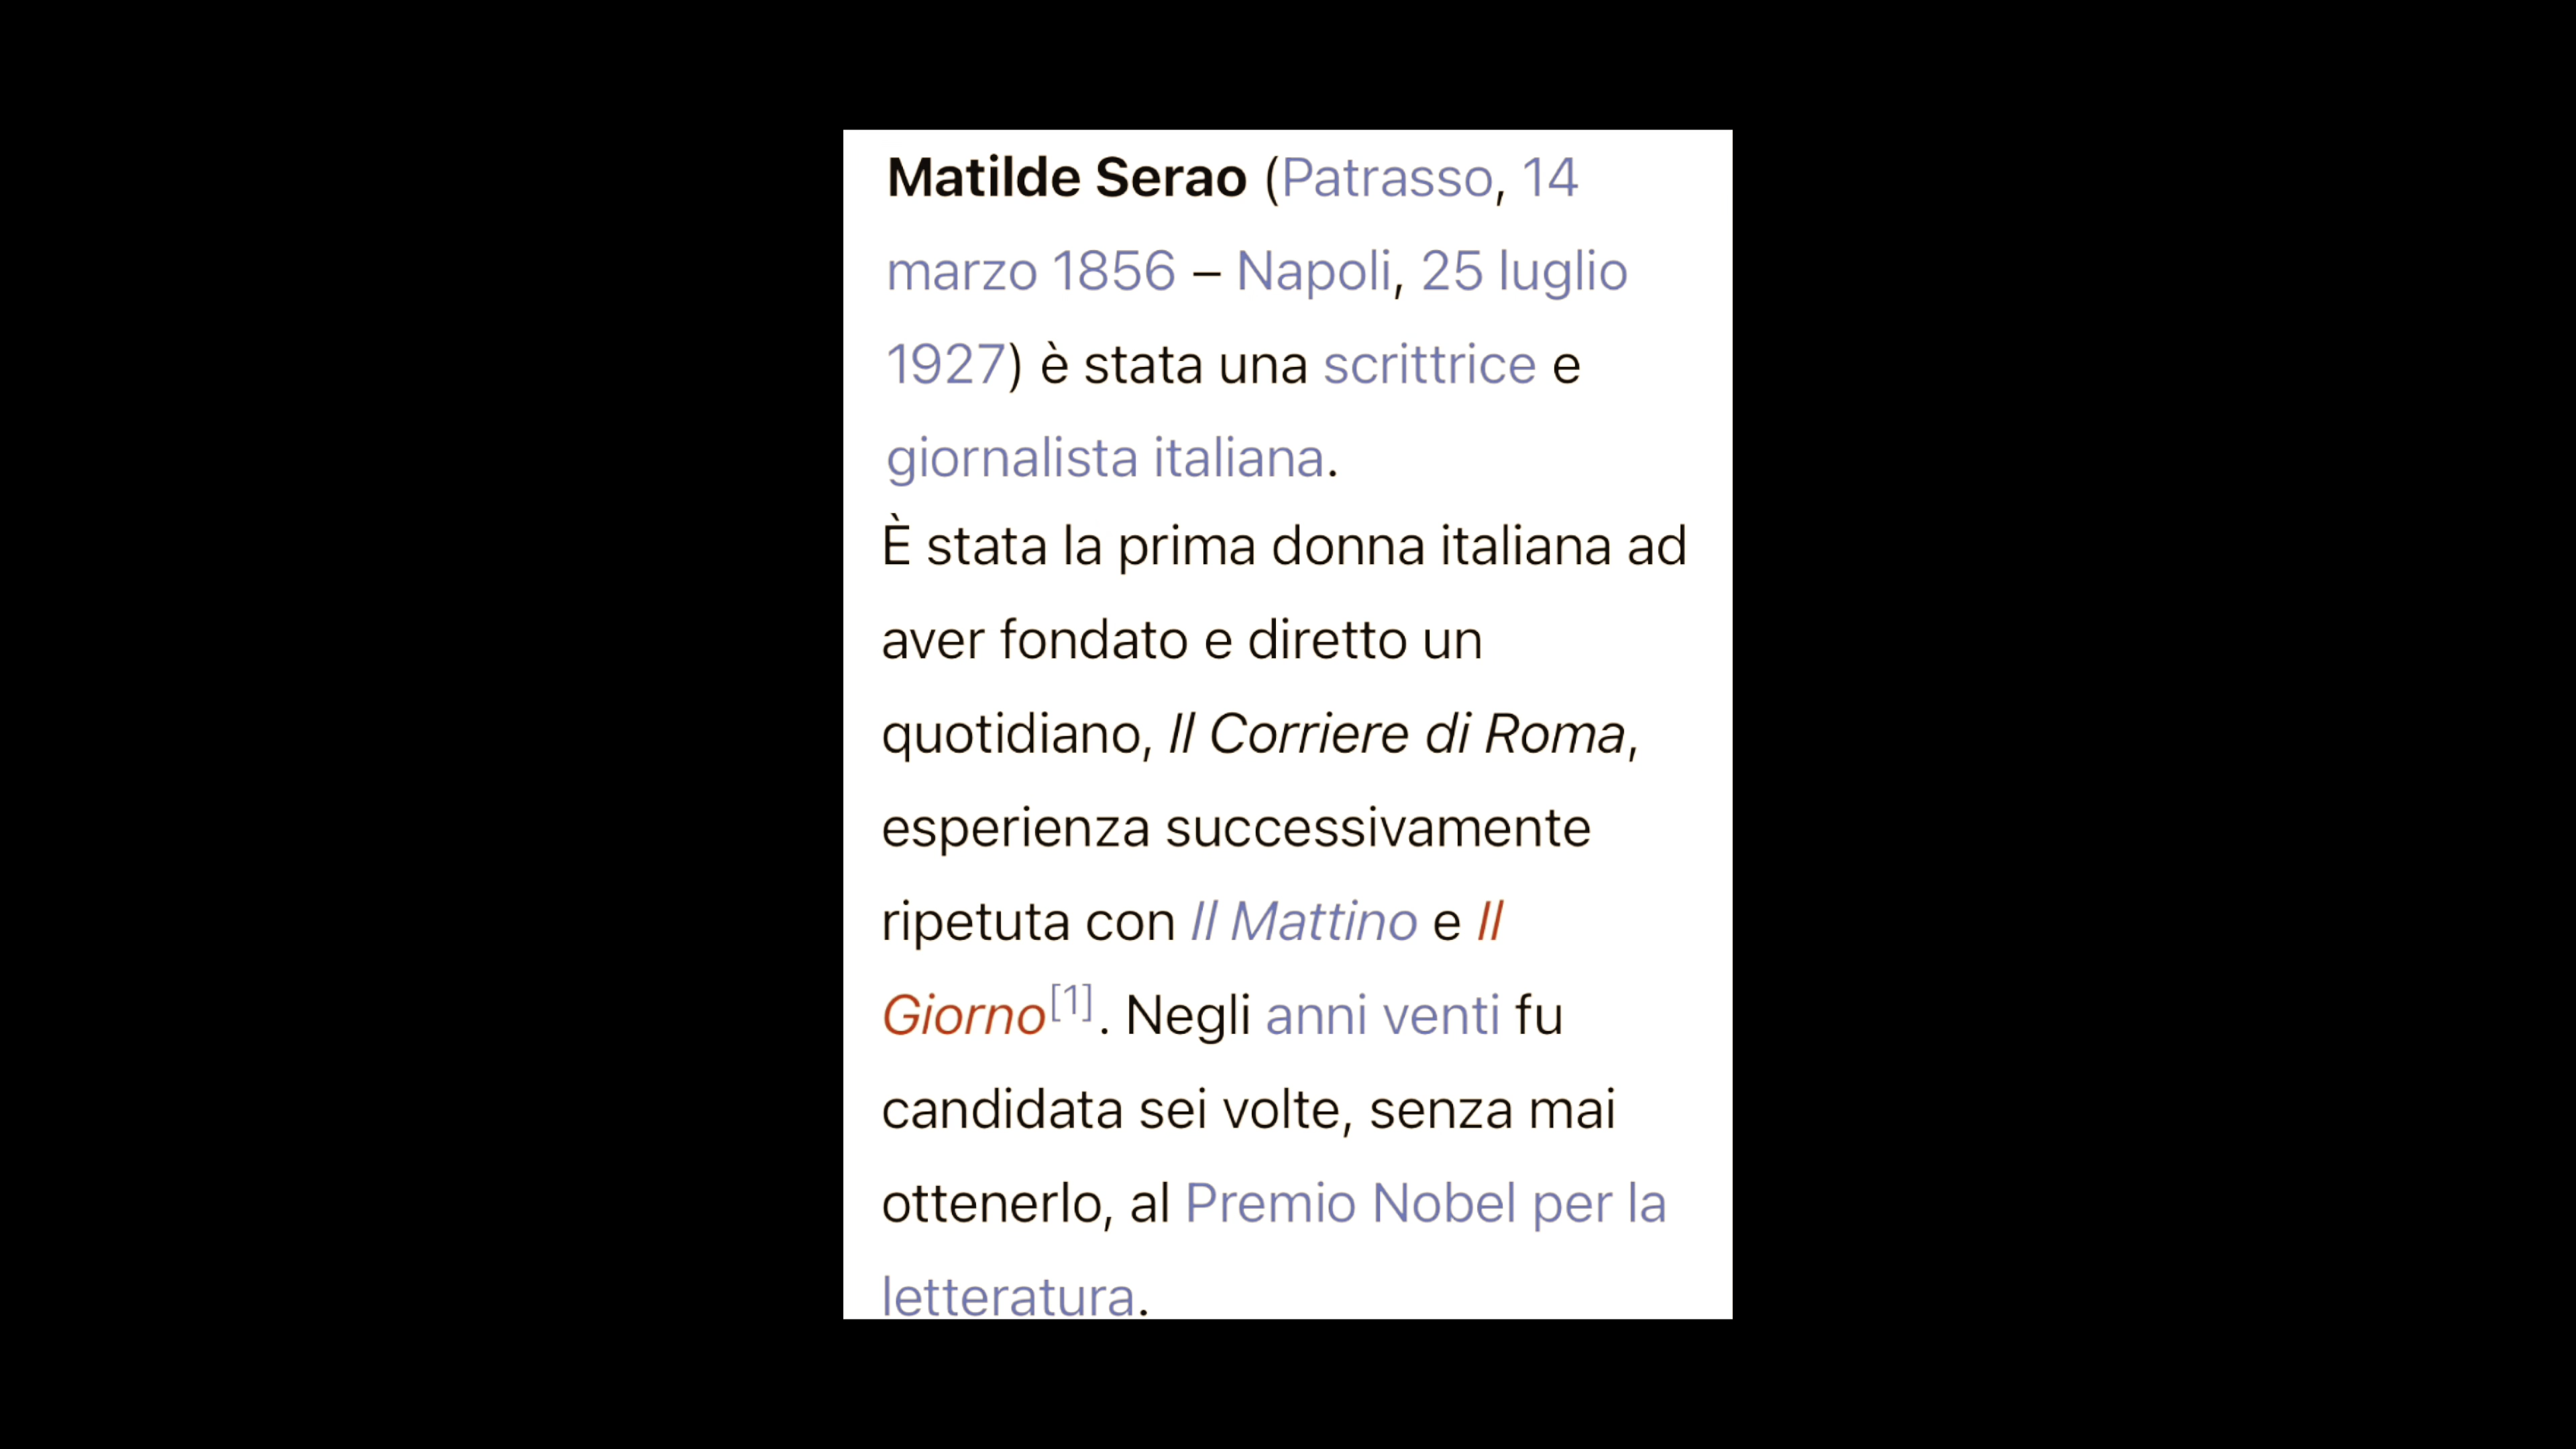 Matilde Serao (Patrasso, 14
marzo 1856 – Napoli, 25 luglio
1927) è stata una scrittrice e
giornalista italiana.
È stata la prima donna italiana ad
aver fondato e diretto un
quotidiano, Il Corriere di Roma,
esperienza successivamente
ripetuta con Il Mattino e Il
Giorno[1]. Negli anni venti fu
candidata sei volte, senza mai
ottenerlo, al Premio Nobel per la
letteratura.